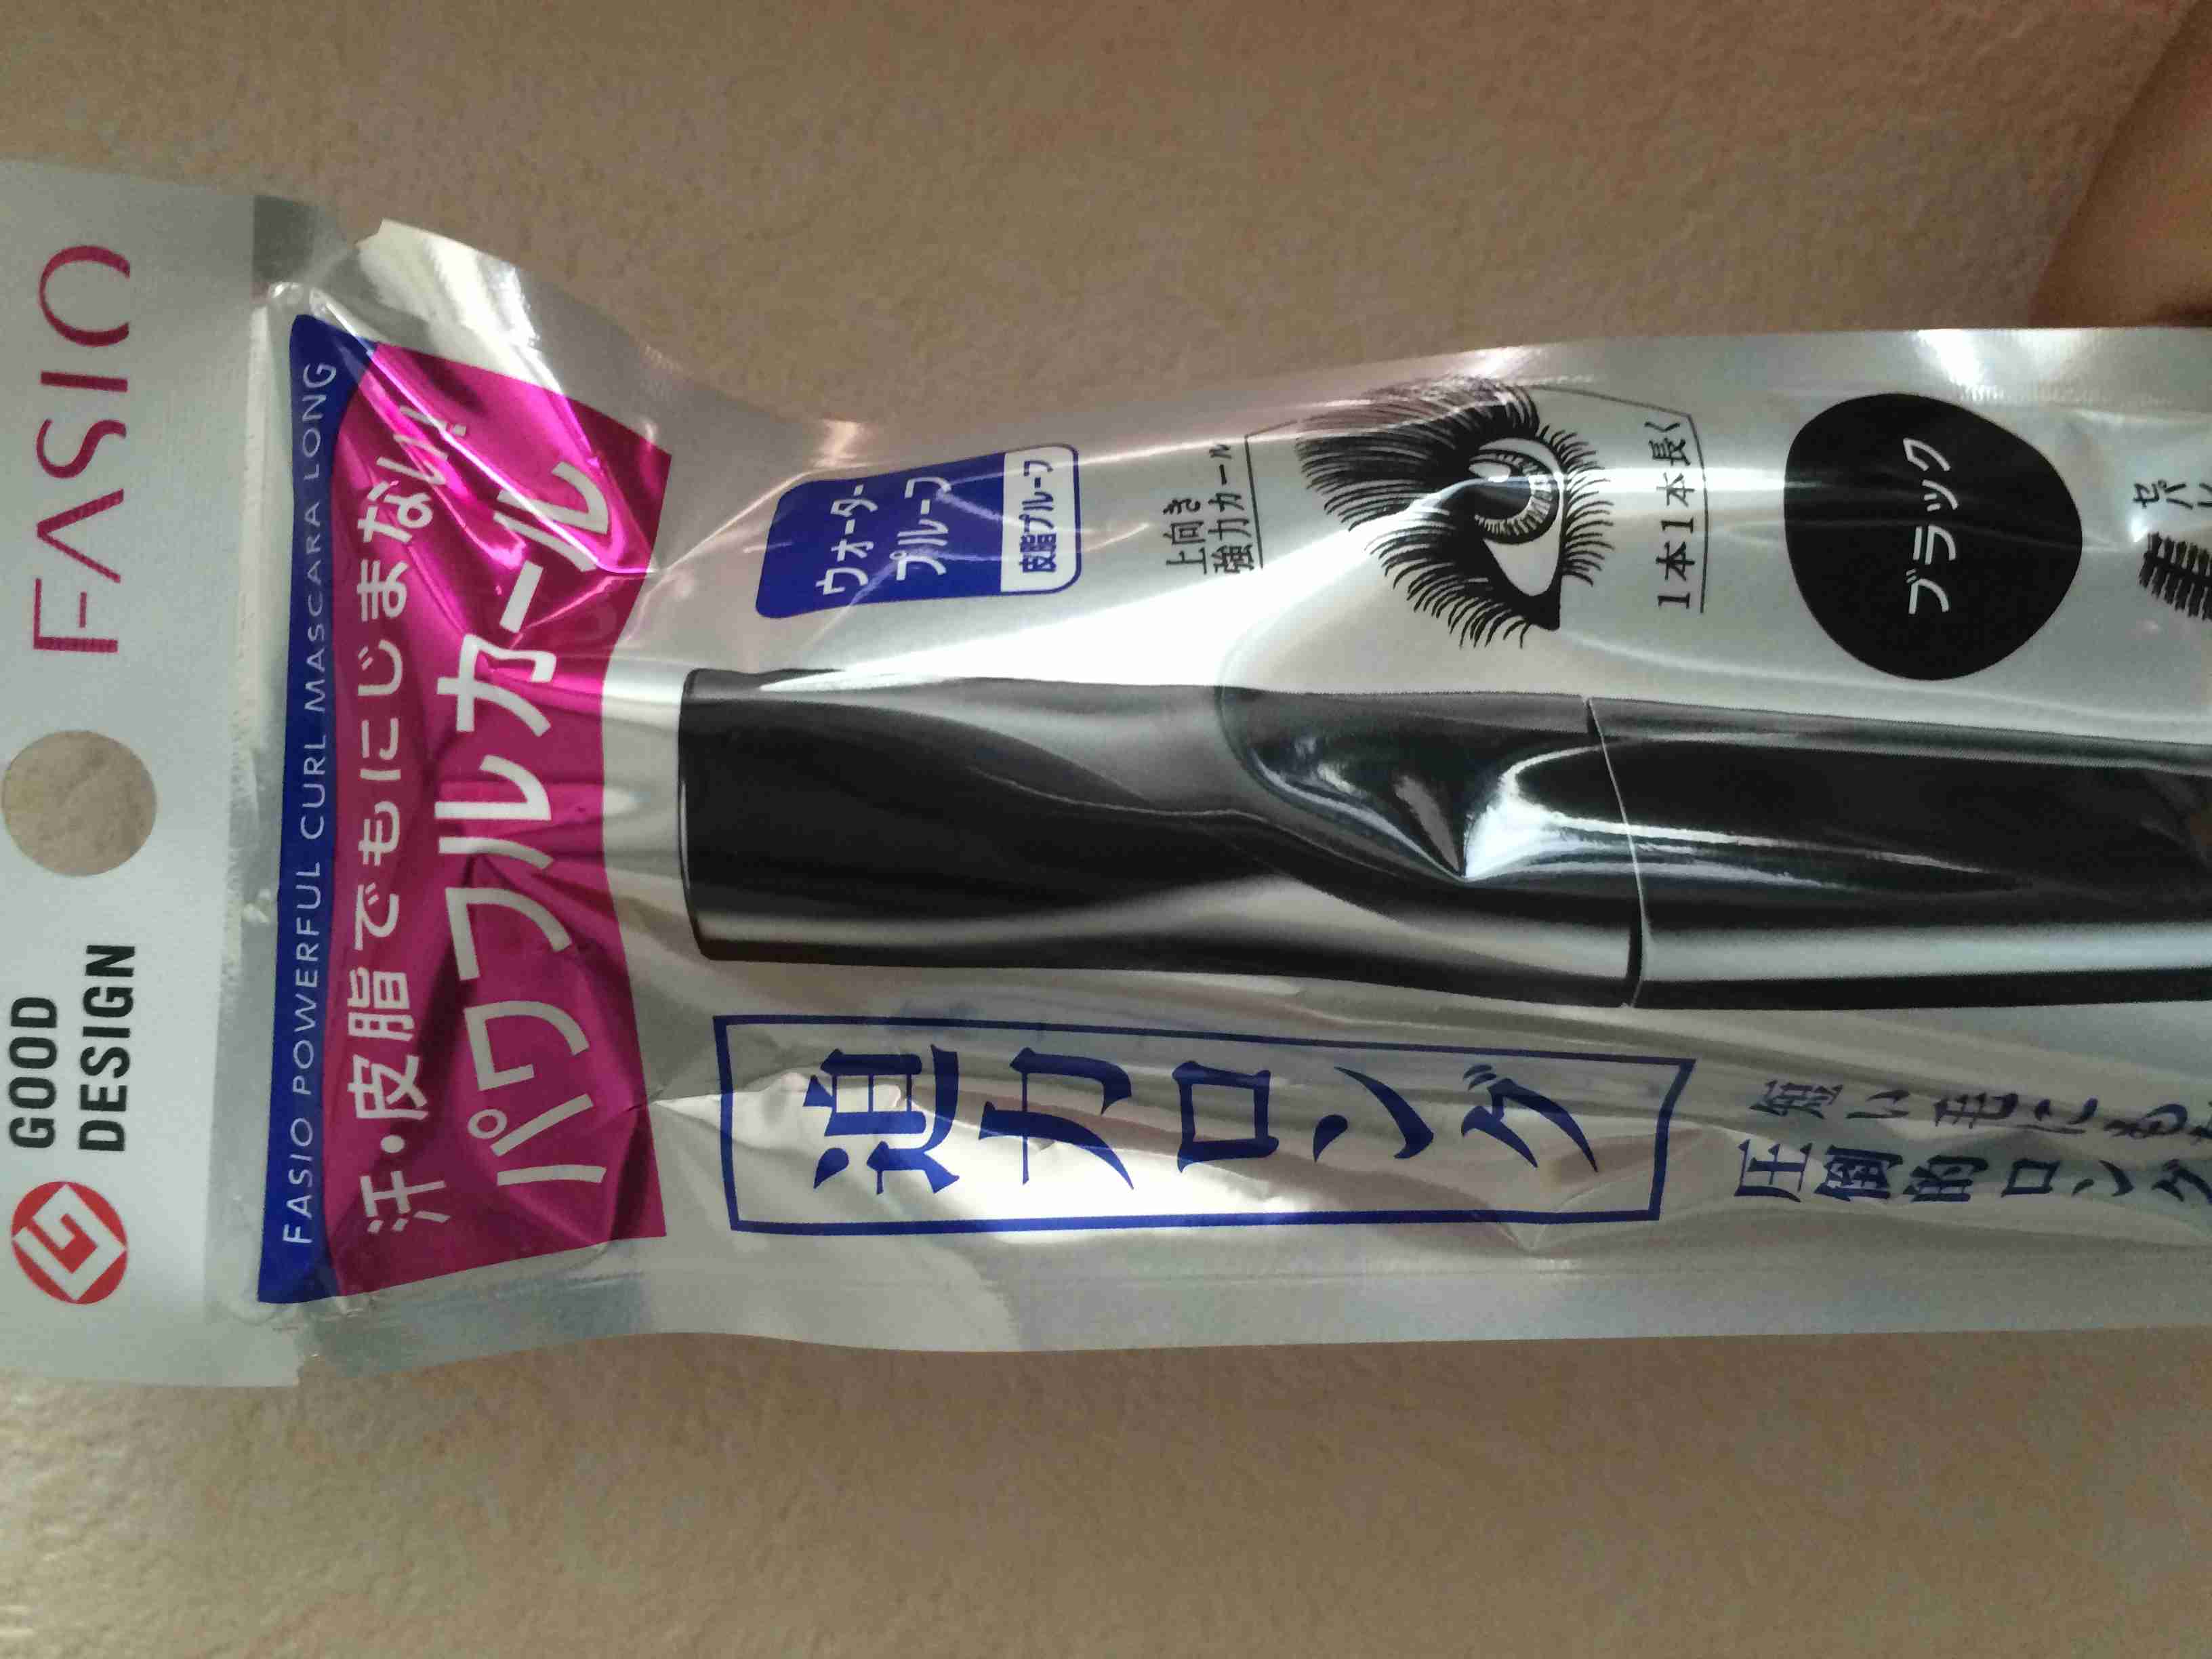 FASIO
GOOD
DESIGN
FASIO POWERFUL CURL MASCARA LONG
汗・皮脂でもにじまない!
パワフルカール
ウォーター
プルーフ
皮脂プルーフ
上向き
強力カール
1本1本長く
ブラック
迫力ロング
短い毛にも
圧倒的ロング